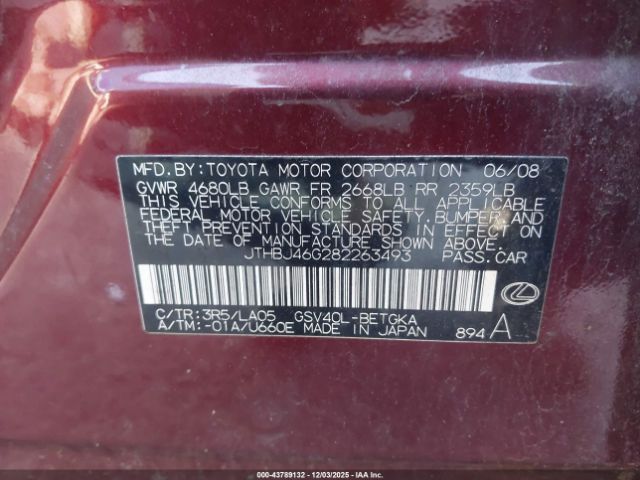 MFD.BY:TOYOTA MOTOR CORPORATION 06/08
GVWR 4680LB GAWR FR 2668LB RR 2359LB
THIS VEHICLE CONFORMS TO ALL APPLICABLE
FEDERAL MOTOR VEHICLE SAFETY,BUMPER,AND
THEFT PREVENTION STANDARDS IN EFFECT ON
THE DATE OF MANUFACTURE SHOWN ABOVE.
JTHBJ46G282263493 PASS.CAR
C/TR:3R5/LA05 GSV40L-BETGKA
A/TM:-01A/U660E MADE IN JAPAN 894A
000-43789132 | 12/03/2025 - IAA Inc.